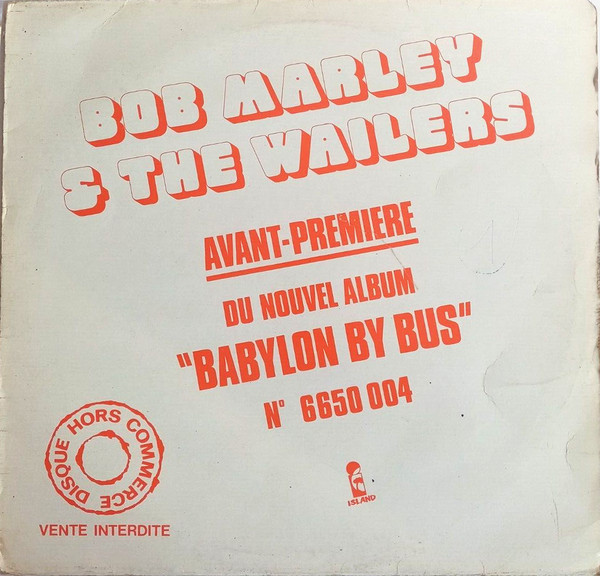 BOB MARLEY
& THE WAILERS
AVANT-PREMIERE
DU NOUVEL ALBUM
"BABYLON BY BUS"
N° 6650 004
DISQUE HORS COMMERCE
VENTE INTERDITE
ISLAND